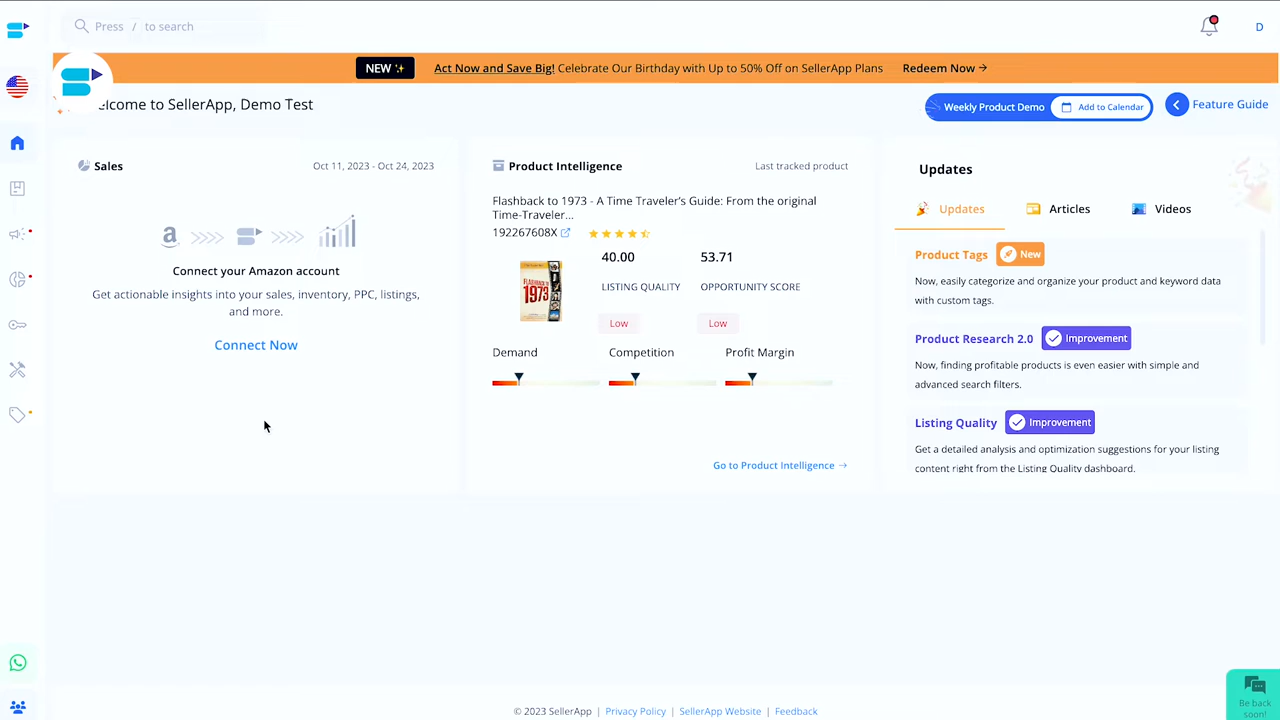 Press / to search
D
NEW ✨ Act Now and Save Big! Celebrate Our Birthday with Up to 50% Off on SellerApp Plans Redeem Now →
elcome to SellerApp, Demo Test
Weekly Product Demo
Add to Calendar
Feature Guide
Sales
Oct 11, 2023 - Oct 24, 2023
a
Connect your Amazon account
Get actionable insights into your sales, inventory, PPC, listings,
and more.
Connect Now
Product Intelligence
Last tracked product
Flashback to 1973 - A Time Traveler's Guide: From the original
Time-Traveler...
192267608X
1973
40.00
53.71
LISTING QUALITY
OPPORTUNITY SCORE
Low
Low
Demand
Competition
Profit Margin
Go to Product Intelligence →
Updates
Updates
Articles
Videos
Product Tags New
Now, easily categorize and organize your product and keyword data
with custom tags.
Product Research 2.0 Improvement
Now, finding profitable products is even easier with simple and
advanced search filters.
Listing Quality Improvement
Get a detailed analysis and optimization suggestions for your listing
content right from the Listing Quality dashboard.
Be back
soon!
© 2023 SellerApp | Privacy Policy | SellerApp Website | Feedback